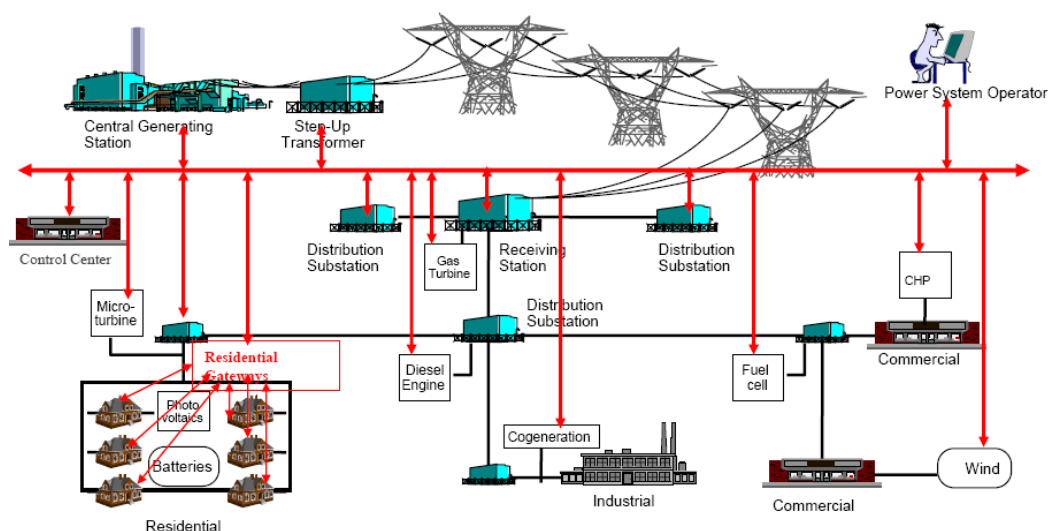 Power System Operator
Central Generating
Station
Step-Up
Transformer
Control Center
Distribution
Substation
Gas
Turbine
Receiving
Station
Distribution
Substation
CHP
Micro-
turbine
Distribution
Substation
Commercial
Residential
Gateways
Diesel
Engine
Fuel
cell
Photo
voltaics
Cogeneration
Batteries
Wind
Industrial
Commercial
Residential